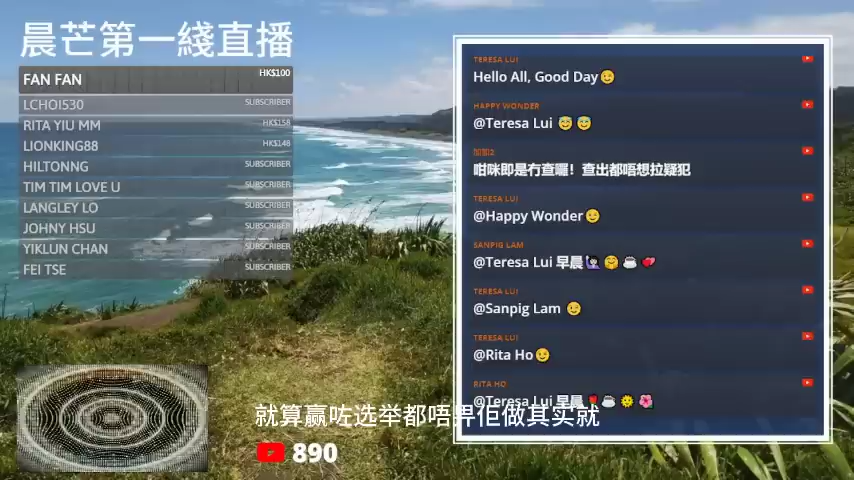 晨芒第一綫直播
FAN FAN HK$100
LCHOI530 SUBSCRIBER
RITA YIU MM HK$158
LIONKING88 HK$148
HILTONNG SUBSCRIBER
TIM TIM LOVE U SUBSCRIBER
LANGLEY LO SUBSCRIBER
JOHNY HSU SUBSCRIBER
YIKLUN CHAN SUBSCRIBER
FEI TSE SUBSCRIBER
TERESA LUI
Hello All, Good Day😉
HAPPY WONDER
@Teresa Lui 😇😇
咁咪即是冇查囉！查出都唔想拉疑犯
TERESA LUI
@Happy Wonder😉
SANPIG LAM
@Teresa Lui 早晨🙋🏻‍♀️🤗☕💕
TERESA LUI
@Sanpig Lam 😉
TERESA LUI
@Rita Ho😉
RITA HO
@Teresa Lui 早晨🌹☕🌞🌺
就算赢咗选举都唔畀佢做其实就
890